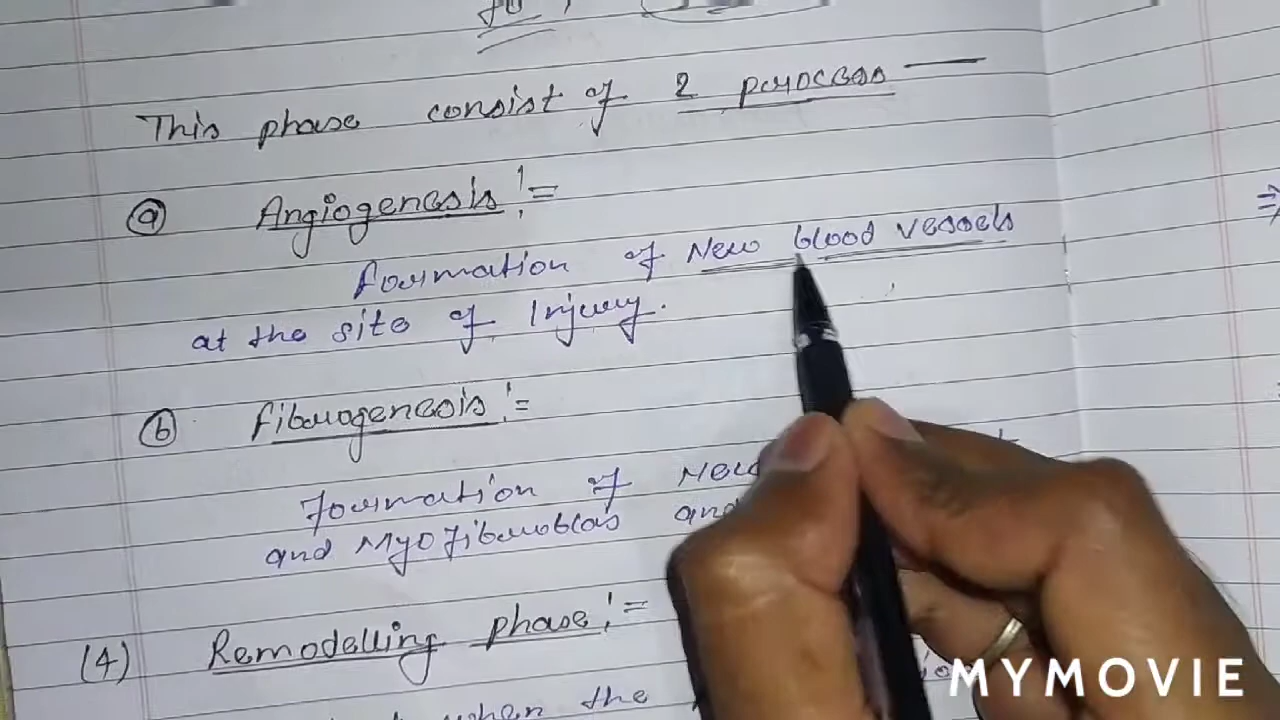 This phase consist of 2 process —
(a) Angiogenesis :=
formation of New blood vessels
at the site of Injury.
(b) fibrogenesis :=
formation of New
and Myofibroblas and
(4) Remodelling phase :=
when the
MYMOVIE